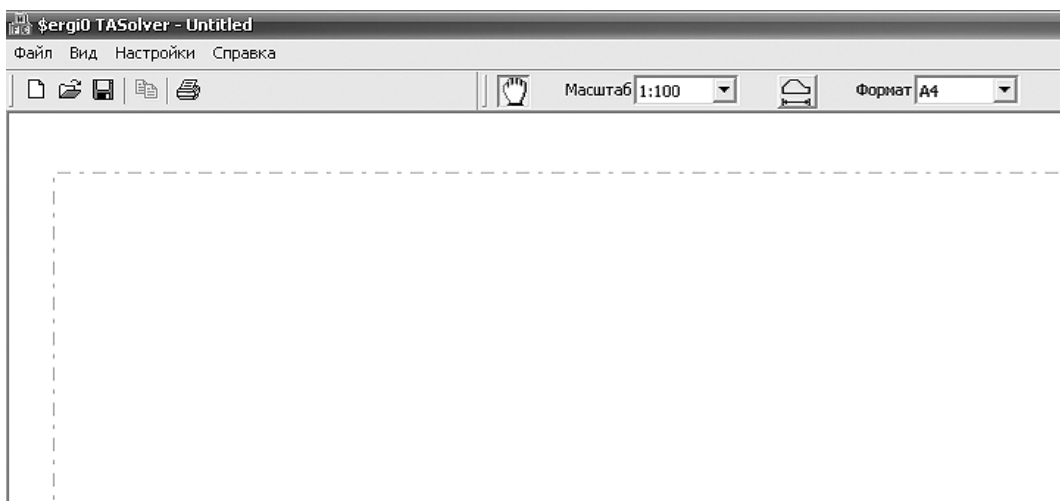 $ergi0 TASolver - Untitled
Файл Вид Настройки Справка
Масштаб 1:100 Формат A4